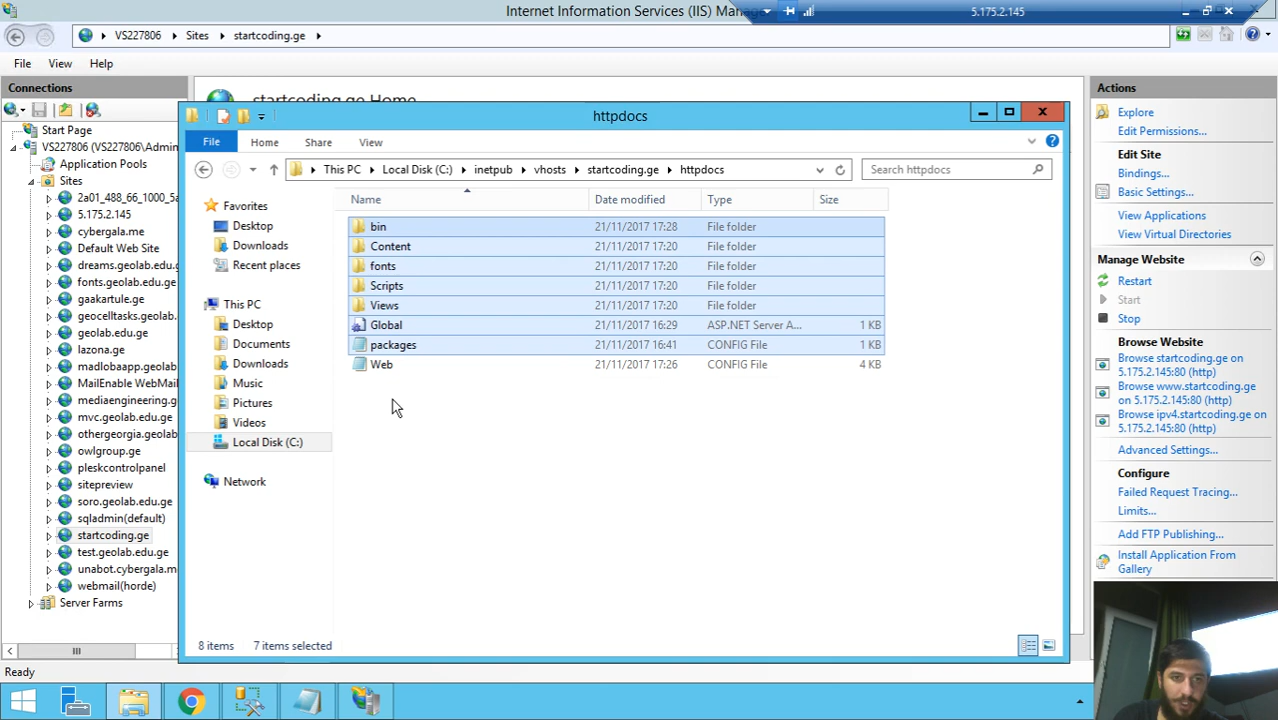 Internet Information Services (IIS) Mana
5.175.2.145
VS227806 Sites startcoding.ge
File View Help
Connections
Start Page
VS227806 (VS227806\Admin
Application Pools
Sites
2a01_488_66_1000_5a
5.175.2.145
cybergala.me
Default Web Site
dreams.geolab.edu.g
fonts.geolab.edu.ge
gaakartule.ge
geocelltasks.geolab.e
geolab.edu.ge
lazona.ge
madlobaapp.geolab.e
MailEnable WebMail
mediaengineering.g
mvc.geolab.edu.ge
othergeorgia.geolab
owlgroup.ge
pleskcontrolpanel
sitepreview
soro.geolab.edu.ge
sqladmin(default)
startcoding.ge
test.geolab.edu.ge
unabot.cybergala.m
webmail(horde)
Server Farms
Ready
startcoding.ge Home
httpdocs
File Home Share View
This PC Local Disk (C:) inetpub vhosts startcoding.ge httpdocs
Search httpdocs
Favorites
Desktop
Downloads
Recent places
This PC
Desktop
Documents
Downloads
Music
Pictures
Videos
Local Disk (C:)
Network
Name Date modified Type Size
bin 21/11/2017 17:28 File folder
Content 21/11/2017 17:20 File folder
fonts 21/11/2017 17:20 File folder
Scripts 21/11/2017 17:20 File folder
Views 21/11/2017 17:20 File folder
Global 21/11/2017 16:29 ASP.NET Server A... 1 KB
packages 21/11/2017 16:41 CONFIG File 1 KB
Web 21/11/2017 17:26 CONFIG File 4 KB
8 items 7 items selected
Actions
Explore
Edit Permissions...
Edit Site
Bindings...
Basic Settings...
View Applications
View Virtual Directories
Manage Website
Restart
Start
Stop
Browse Website
Browse startcoding.ge on
5.175.2.145:80 (http)
Browse www.startcoding.ge
on 5.175.2.145:80 (http)
Browse ipv4.startcoding.ge
on 5.175.2.145:80 (http)
Advanced Settings...
Configure
Failed Request Tracing...
Limits...
Add FTP Publishing...
Install Application From
Gallery